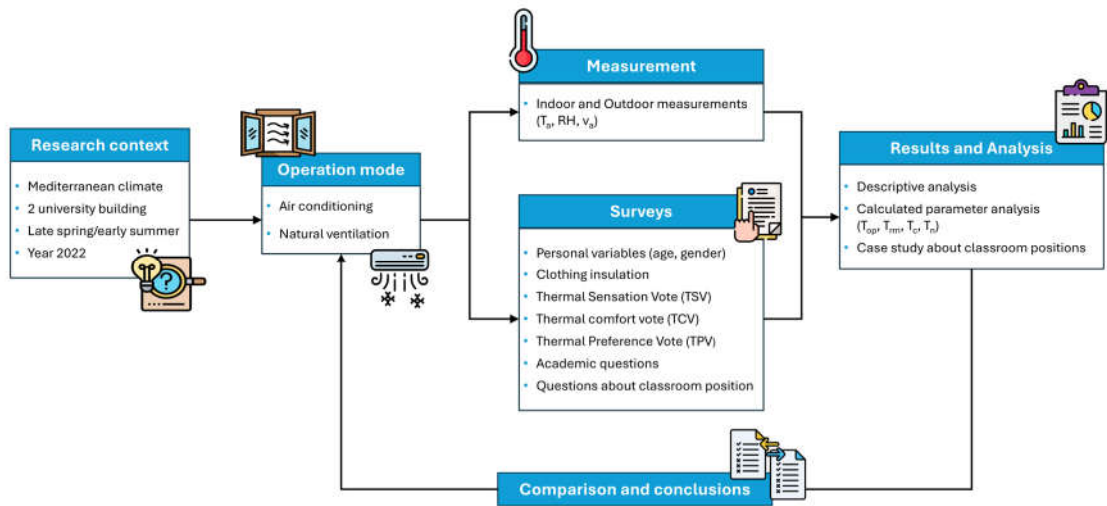 Research context
• Mediterranean climate
• 2 university building
• Late spring/early summer
• Year 2022
?
Operation mode
• Air conditioning
• Natural ventilation
Measurement
• Indoor and Outdoor measurements
(Ta, RH, va)
Surveys
• Personal variables (age, gender)
• Clothing insulation
• Thermal Sensation Vote (TSV)
• Thermal comfort vote (TCV)
• Thermal Preference Vote (TPV)
• Academic questions
• Questions about classroom position
Results and Analysis
• Descriptive analysis
• Calculated parameter analysis
(Top, Trm, Tc, Tn)
• Case study about classroom positions
Comparison and conclusions